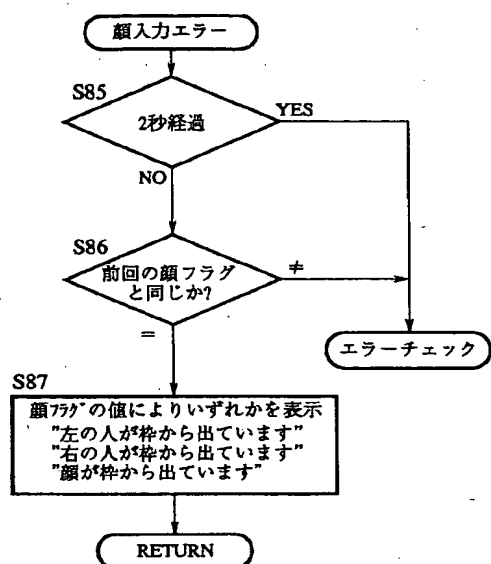 顔入力エラー
S85
2秒経過
YES
NO
S86
前回の顔フラグ
と同じか?
≠
=
エラーチェック
S87
顔フラグの値によりいずれかを表示
"左の人が枠から出ています"
"右の人が枠から出ています"
"顔が枠から出ています"
RETURN